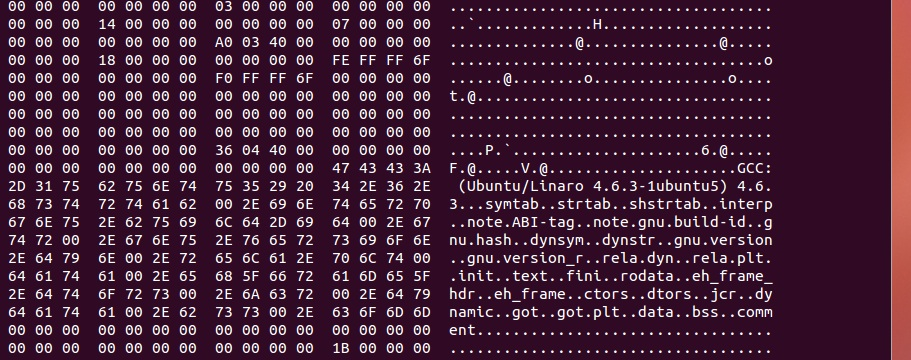 00 00 00  00 00 00 00  03 00 00 00  00 00 00 00  ...................................
00 00 00  14 00 00 00  00 00 00 00  07 00 00 00  ..`.............H..................
00 00 00  00 00 00 00  A0 03 40 00  00 00 00 00  ..............@...............@.....
00 00 00  18 00 00 00  00 00 00 00  FE FF FF 6F  ...................................o
00 00 00  00 00 00 00  F0 FF FF 6F  00 00 00 00  ......@........o...............o....
00 00 00  00 00 00 00  00 00 00 00  00 00 00 00  t.@................................
00 00 00  00 00 00 00  00 00 00 00  00 00 00 00  ...................................
00 00 00  00 00 00 00  00 00 00 00  00 00 00 00  ...................................
00 00 00  00 00 00 00  36 04 40 00  00 00 00 00  ....P.`.....................6.@.....
00 00 00  00 00 00 00  00 00 00 00  47 43 43 3A  F.@.....V.@.....................GCC:
2D 31 75  62 75 6E 74  75 35 29 20  34 2E 36 2E   (Ubuntu/Linaro 4.6.3-1ubuntu5) 4.6.
68 73 74  72 74 61 62  00 2E 69 6E  74 65 72 70  3...symtab..strtab..shstrtab..interp
67 6E 75  2E 62 75 69  6C 64 2D 69  64 00 2E 67  ..note.ABI-tag..note.gnu.build-id..g
74 72 00  2E 67 6E 75  2E 76 65 72  73 69 6F 6E  nu.hash..dynsym..dynstr..gnu.version
2E 64 79  6E 00 2E 72  65 6C 61 2E  70 6C 74 00  ..gnu.version_r..rela.dyn..rela.plt.
64 61 74  61 00 2E 65  68 5F 66 72  61 6D 65 5F  .init..text..fini..rodata..eh_frame_
2E 64 74  6F 72 73 00  2E 6A 63 72  00 2E 64 79  hdr..eh_frame..ctors..dtors..jcr..dy
64 61 74  61 00 2E 62  73 73 00 2E  63 6F 6D 6D  namic..got..got.plt..data..bss..comm
00 00 00  00 00 00 00  00 00 00 00  00 00 00 00  ent................................
00 00 00  00 00 00 00  00 00 00 00  1B 00 00 00  ...................................